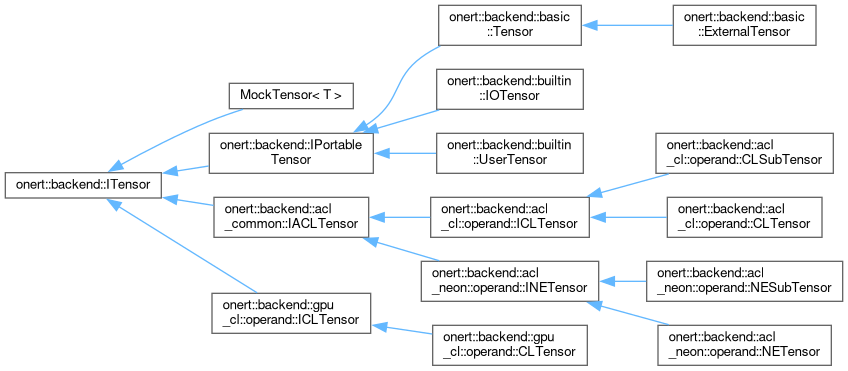 onert::backend::basic
::Tensor
onert::backend::basic
::ExternalTensor
onert::backend::builtin
::IOTensor
MockTensor< T >
onert::backend::IPortable
Tensor
onert::backend::builtin
::UserTensor
onert::backend::acl
_cl::operand::CLSubTensor
onert::backend::ITensor
onert::backend::acl
_common::IACLTensor
onert::backend::acl
_cl::operand::ICLTensor
onert::backend::acl
_cl::operand::CLTensor
onert::backend::acl
_neon::operand::INETensor
onert::backend::acl
_neon::operand::NESubTensor
onert::backend::gpu
_cl::operand::ICLTensor
onert::backend::gpu
_cl::operand::CLTensor
onert::backend::acl
_neon::operand::NETensor